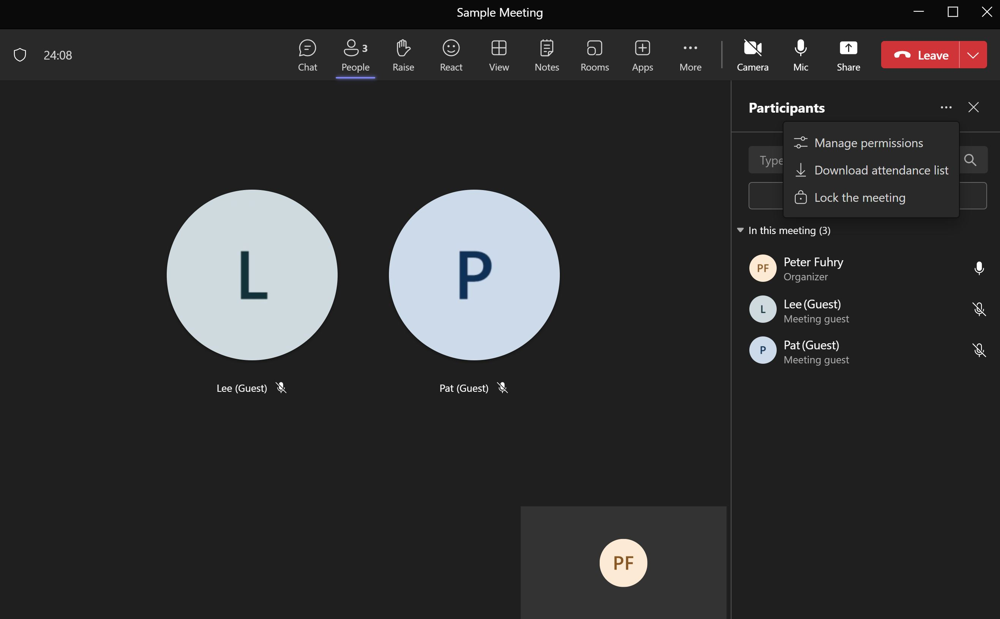 Sample Meeting
24:08
3
Chat
People
Raise
React
View
Notes
Rooms
Apps
More
Camera
Mic
Share
Leave
Participants
Manage permissions
Type
Download attendance list
Lock the meeting
In this meeting (3)
PF
Peter Fuhry
Organizer
L
Lee (Guest)
Meeting guest
P
Pat (Guest)
Meeting guest
L
P
Lee (Guest)
Pat (Guest)
PF